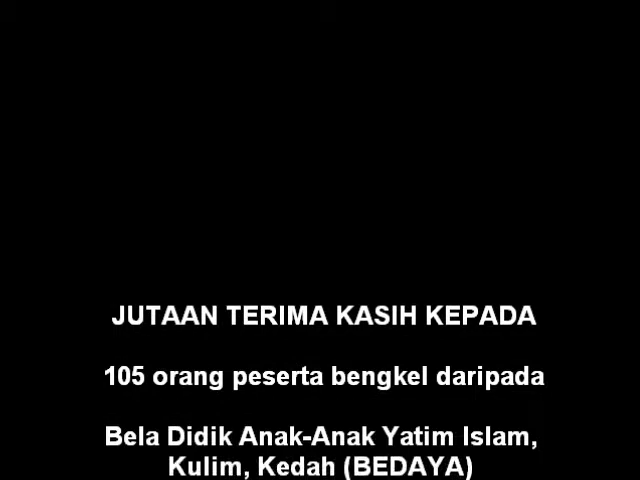 JUTAAN TERIMA KASIH KEPADA
105 orang peserta bengkel daripada
Bela Didik Anak-Anak Yatim Islam,
Kulim, Kedah (BEDAYA)